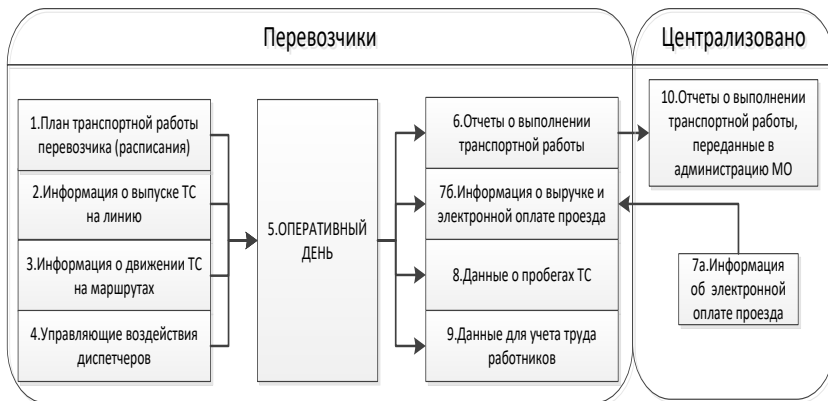 Перевозчики
Централизовано
1.План транспортной работы
перевозчика (расписания)
2.Информация о выпуске ТС
на линию
3.Информация о движении ТС
на маршрутах
4.Управляющие воздействия
диспетчеров
5.ОПЕРАТИВНЫЙ
ДЕНЬ
6.Отчеты о выполнении
транспортной работы
7б.Информация о выручке и
электронной оплате проезда
8.Данные о пробегах ТС
9.Данные для учета труда
работников
10.Отчеты о выполнении
транспортной работы,
переданные в
администрацию МО
7а.Информация
об электронной
оплате проезда